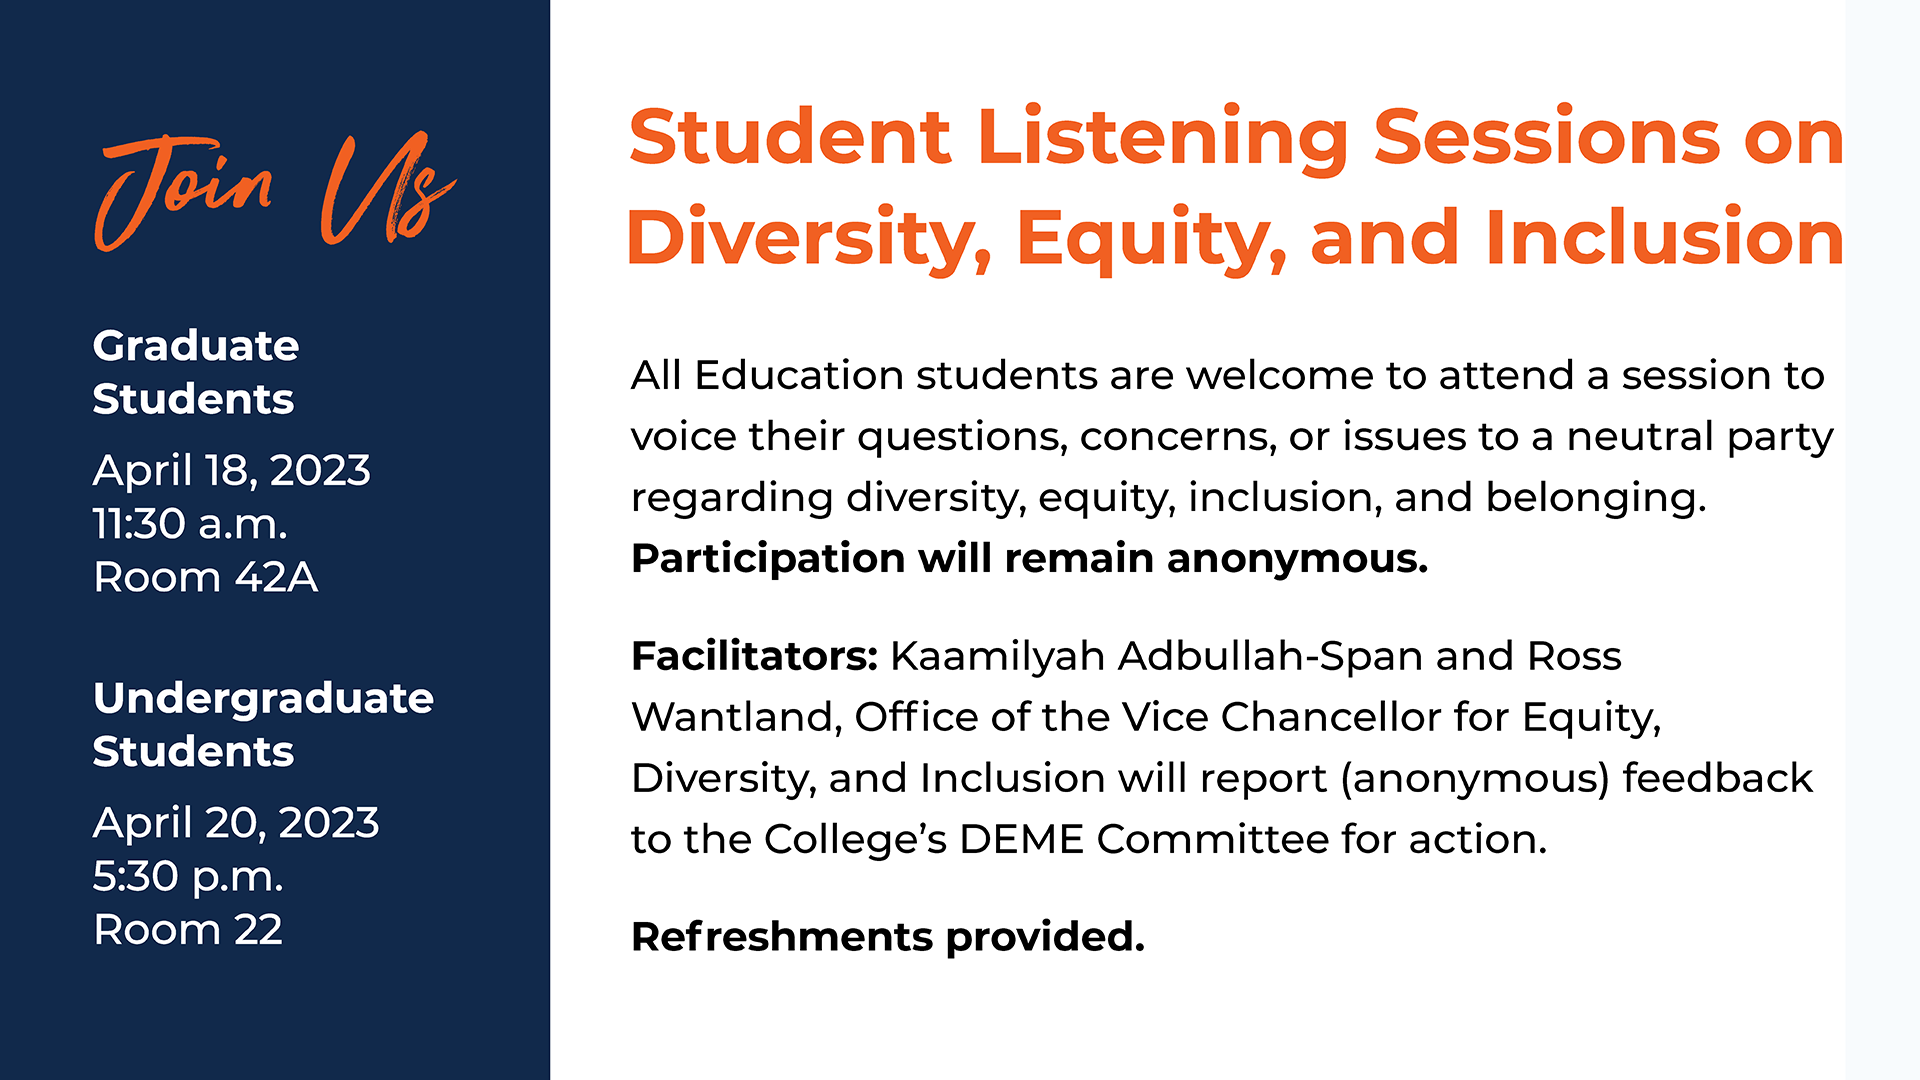 Join Us
Graduate
Students
April 18, 2023
11:30 a.m.
Room 42A
Undergraduate
Students
April 20, 2023
5:30 p.m.
Room 22
Student Listening Sessions on
Diversity, Equity, and Inclusion
All Education students are welcome to attend a session to
voice their questions, concerns, or issues to a neutral party
regarding diversity, equity, inclusion, and belonging.
Participation will remain anonymous.
Facilitators: Kaamilyah Adbullah-Span and Ross
Wantland, Office of the Vice Chancellor for Equity,
Diversity, and Inclusion will report (anonymous) feedback
to the College’s DEME Committee for action.
Refreshments provided.